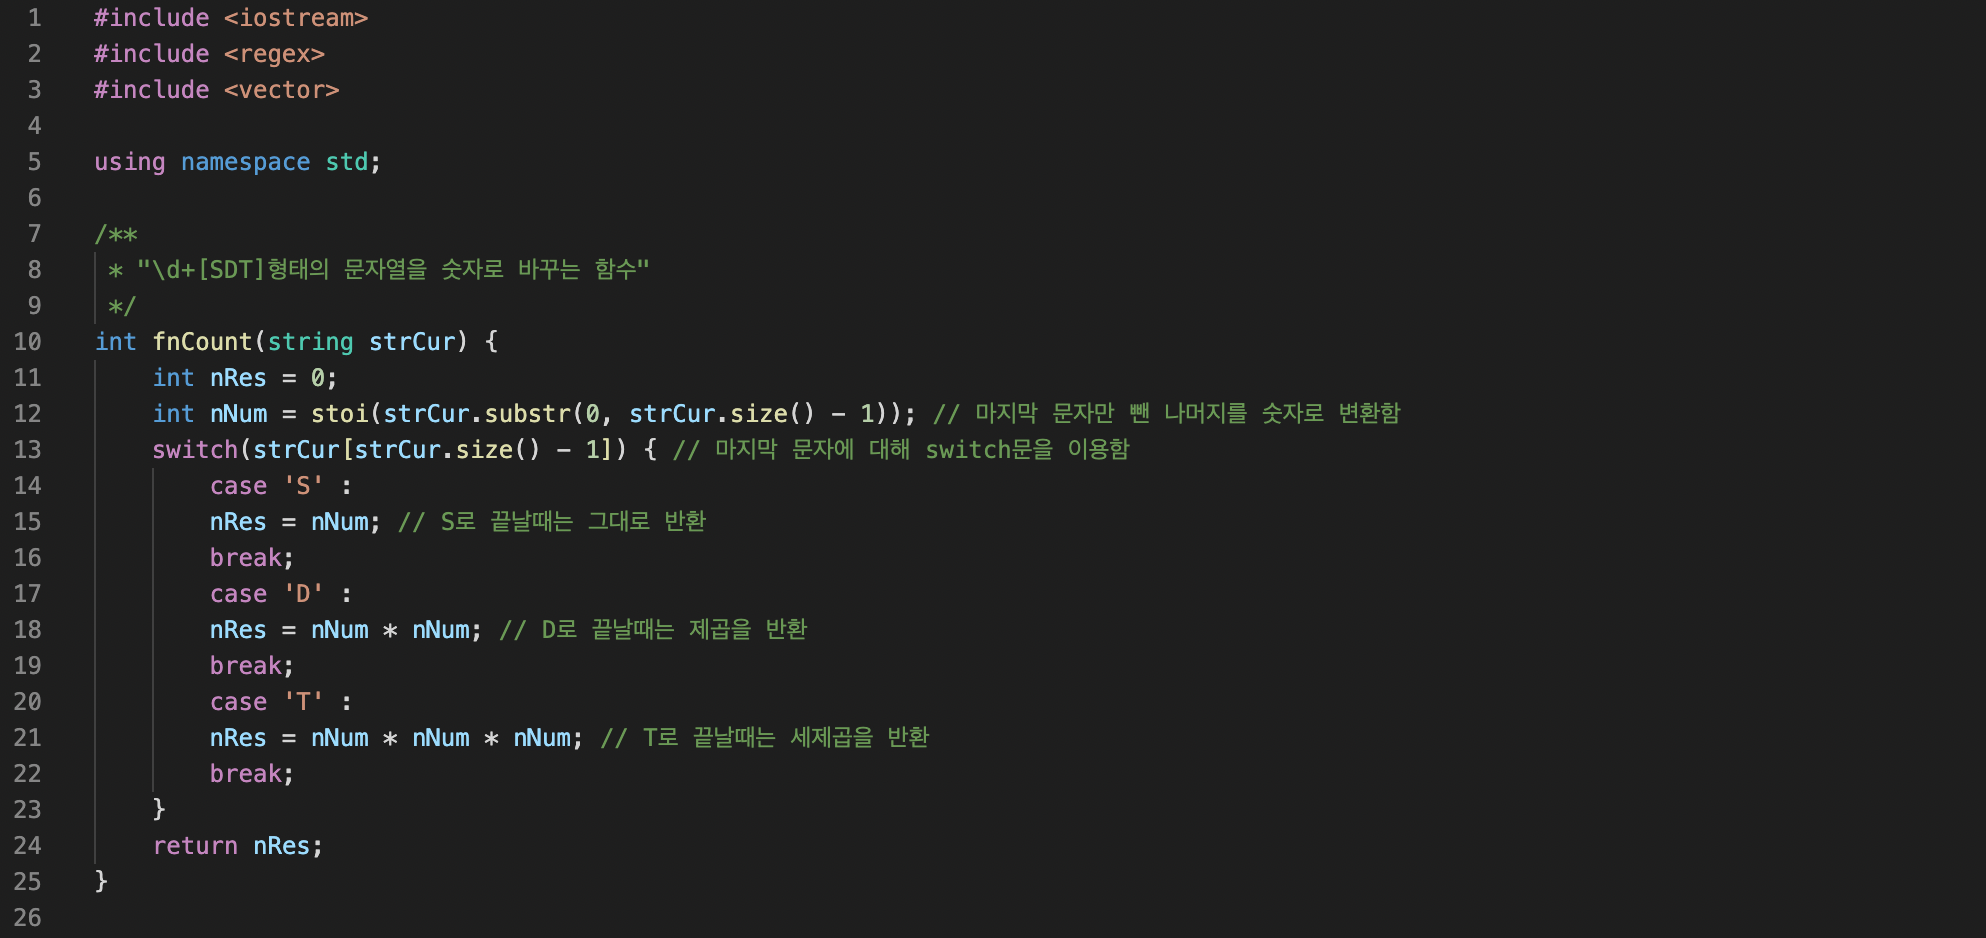 1 #include <iostream>
2 #include <regex>
3 #include <vector>
4
5 using namespace std;
6
7 /**
8  * "\d+[SDT]형태의 문자열을 숫자로 바꾸는 함수"
9  */
10 int fnCount(string strCur) {
11     int nRes = 0;
12     int nNum = stoi(strCur.substr(0, strCur.size() - 1)); // 마지막 문자만 뺀 나머지를 숫자로 변환함
13     switch(strCur[strCur.size() - 1]) { // 마지막 문자에 대해 switch문을 이용함
14         case 'S' :
15         nRes = nNum; // S로 끝날때는 그대로 반환
16         break;
17         case 'D' :
18         nRes = nNum * nNum; // D로 끝날때는 제곱을 반환
19         break;
20         case 'T' :
21         nRes = nNum * nNum * nNum; // T로 끝날때는 세제곱을 반환
22         break;
23     }
24     return nRes;
25 }
26